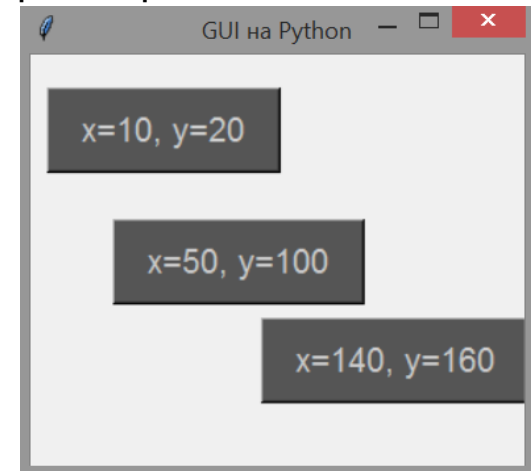 GUI на Python
x=10, y=20
x=50, y=100
x=140, y=160